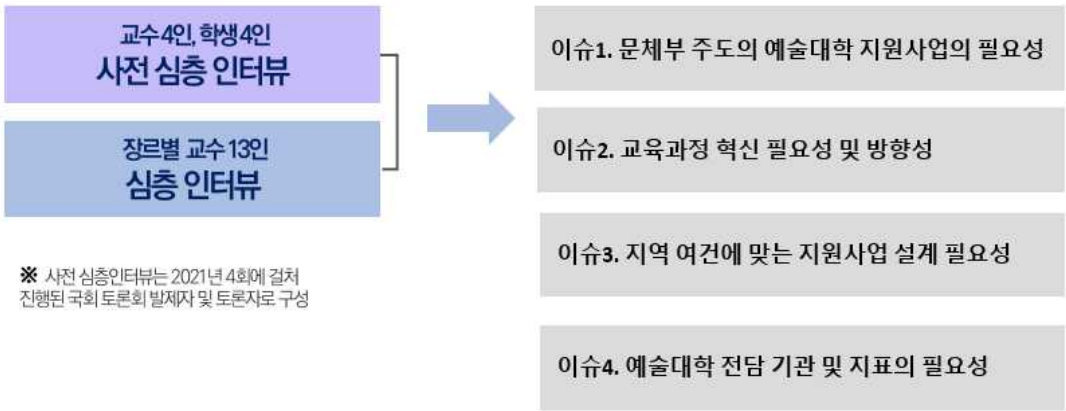 교수 4인, 학생 4인
사전 심층 인터뷰
장르별 교수 13인
심층 인터뷰
※ 사전 심층인터뷰는 2021년 4회에 걸처
진행된 국회 토론회 발제자 및 토론자로 구성
이슈1. 문체부 주도의 예술대학 지원사업의 필요성
이슈2. 교육과정 혁신 필요성 및 방향성
이슈3. 지역 여건에 맞는 지원사업 설계 필요성
이슈4. 예술대학 전담 기관 및 지표의 필요성